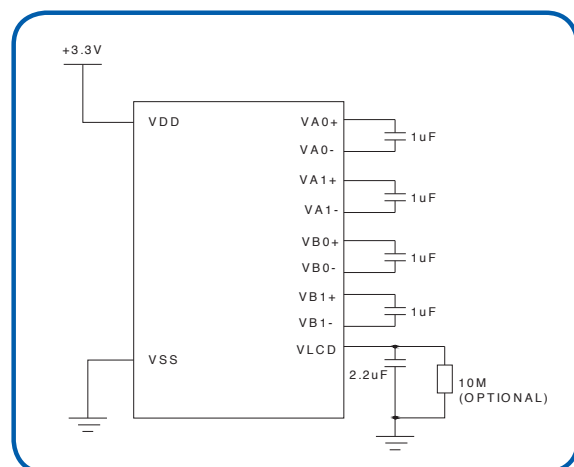 +3.3V
VDD
VA0+
1uF
VA0-
VA1+
1uF
VA1-
VB0+
1uF
VB0-
VB1+
1uF
VB1-
VLCD
VSS
2.2uF
10M
(OPTIONAL)